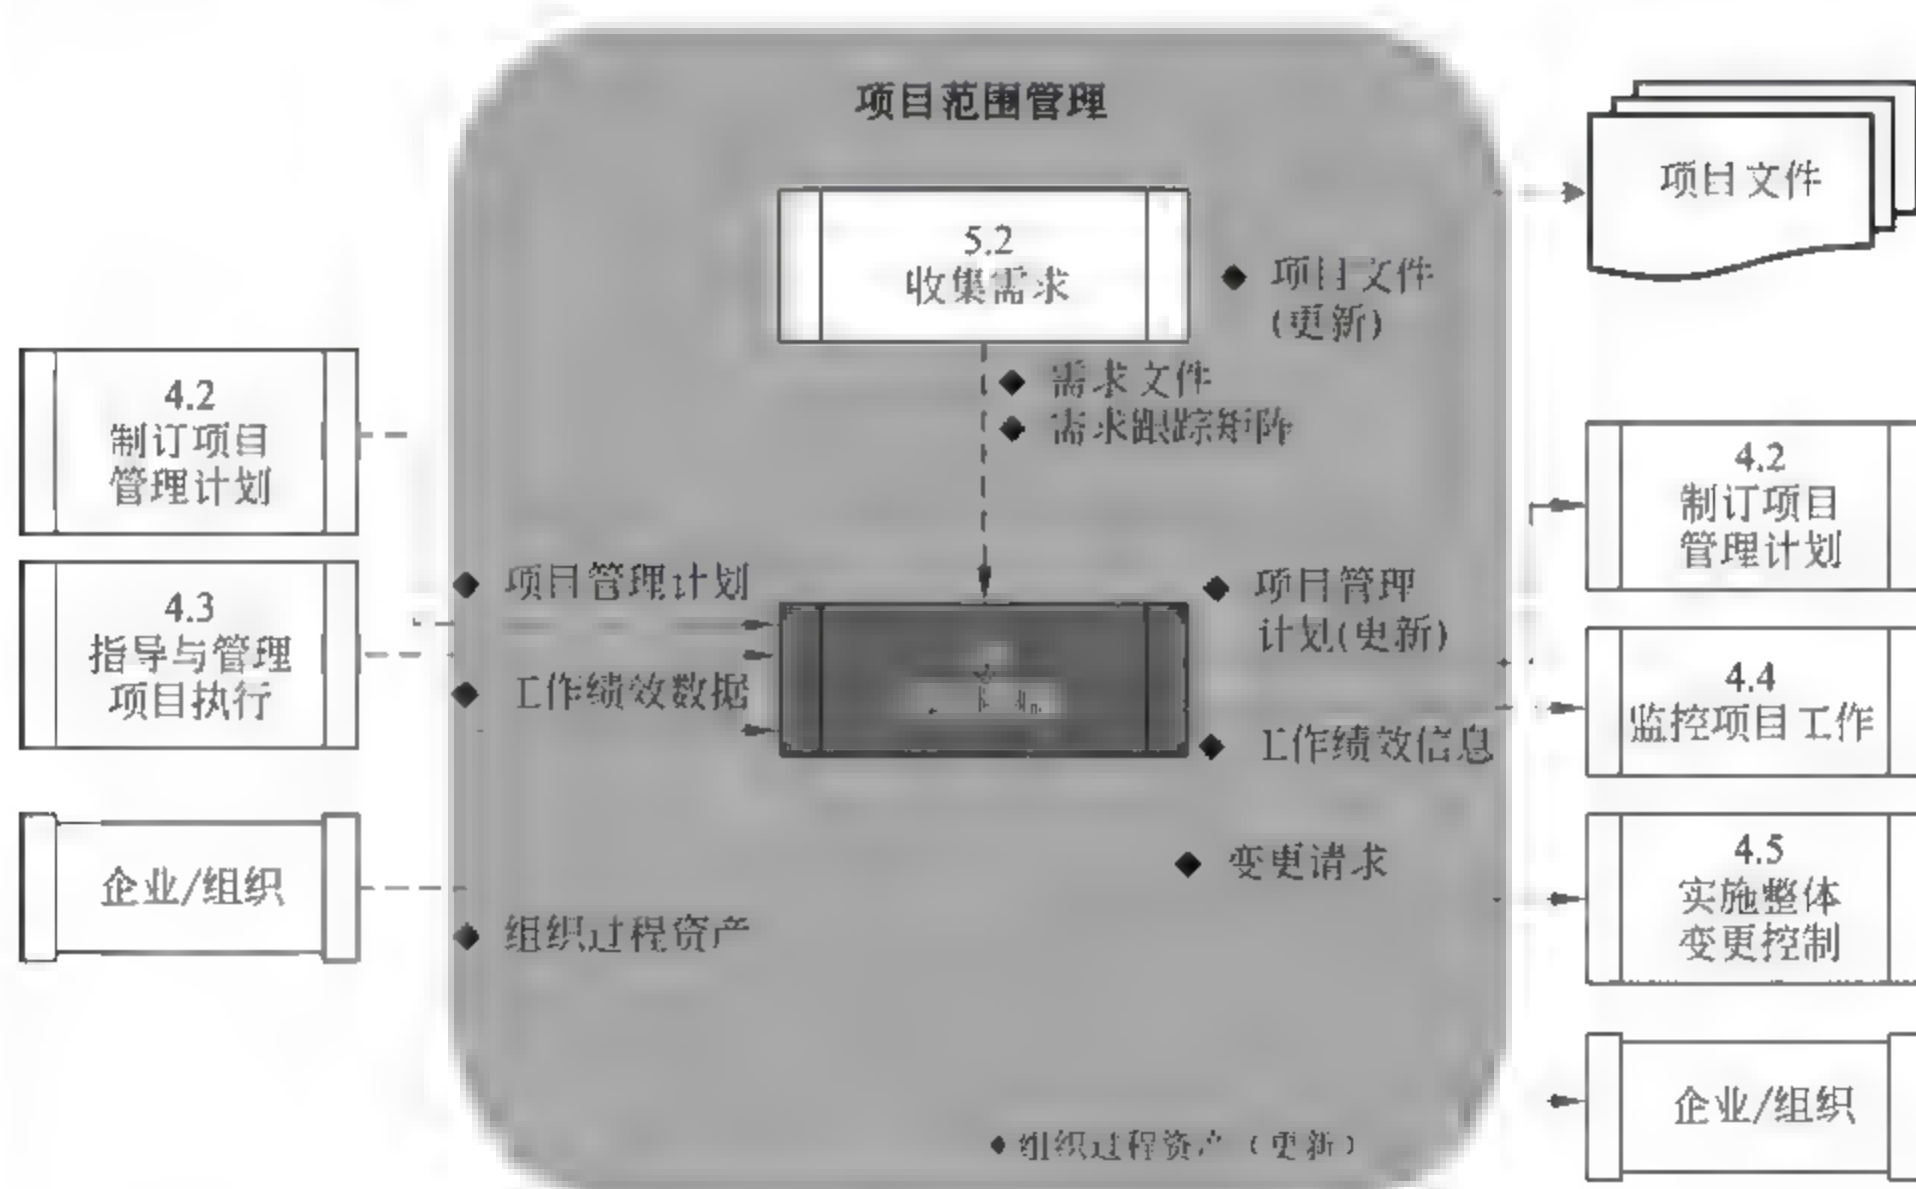 项目范围管理
5.2
收集需求
项目文件
(更新)
需求文件
需求跟踪矩阵
4.2
制订项目
管理计划
4.3
指导与管理
项目执行
企业/组织
项目管理计划
工作绩效数据
组织过程资产
项目管理
计划(更新)
工作绩效信息
变更请求
组织过程资产（更新）
项目文件
4.2
制订项目
管理计划
4.4
监控项目工作
4.5
实施整体
变更控制
企业/组织